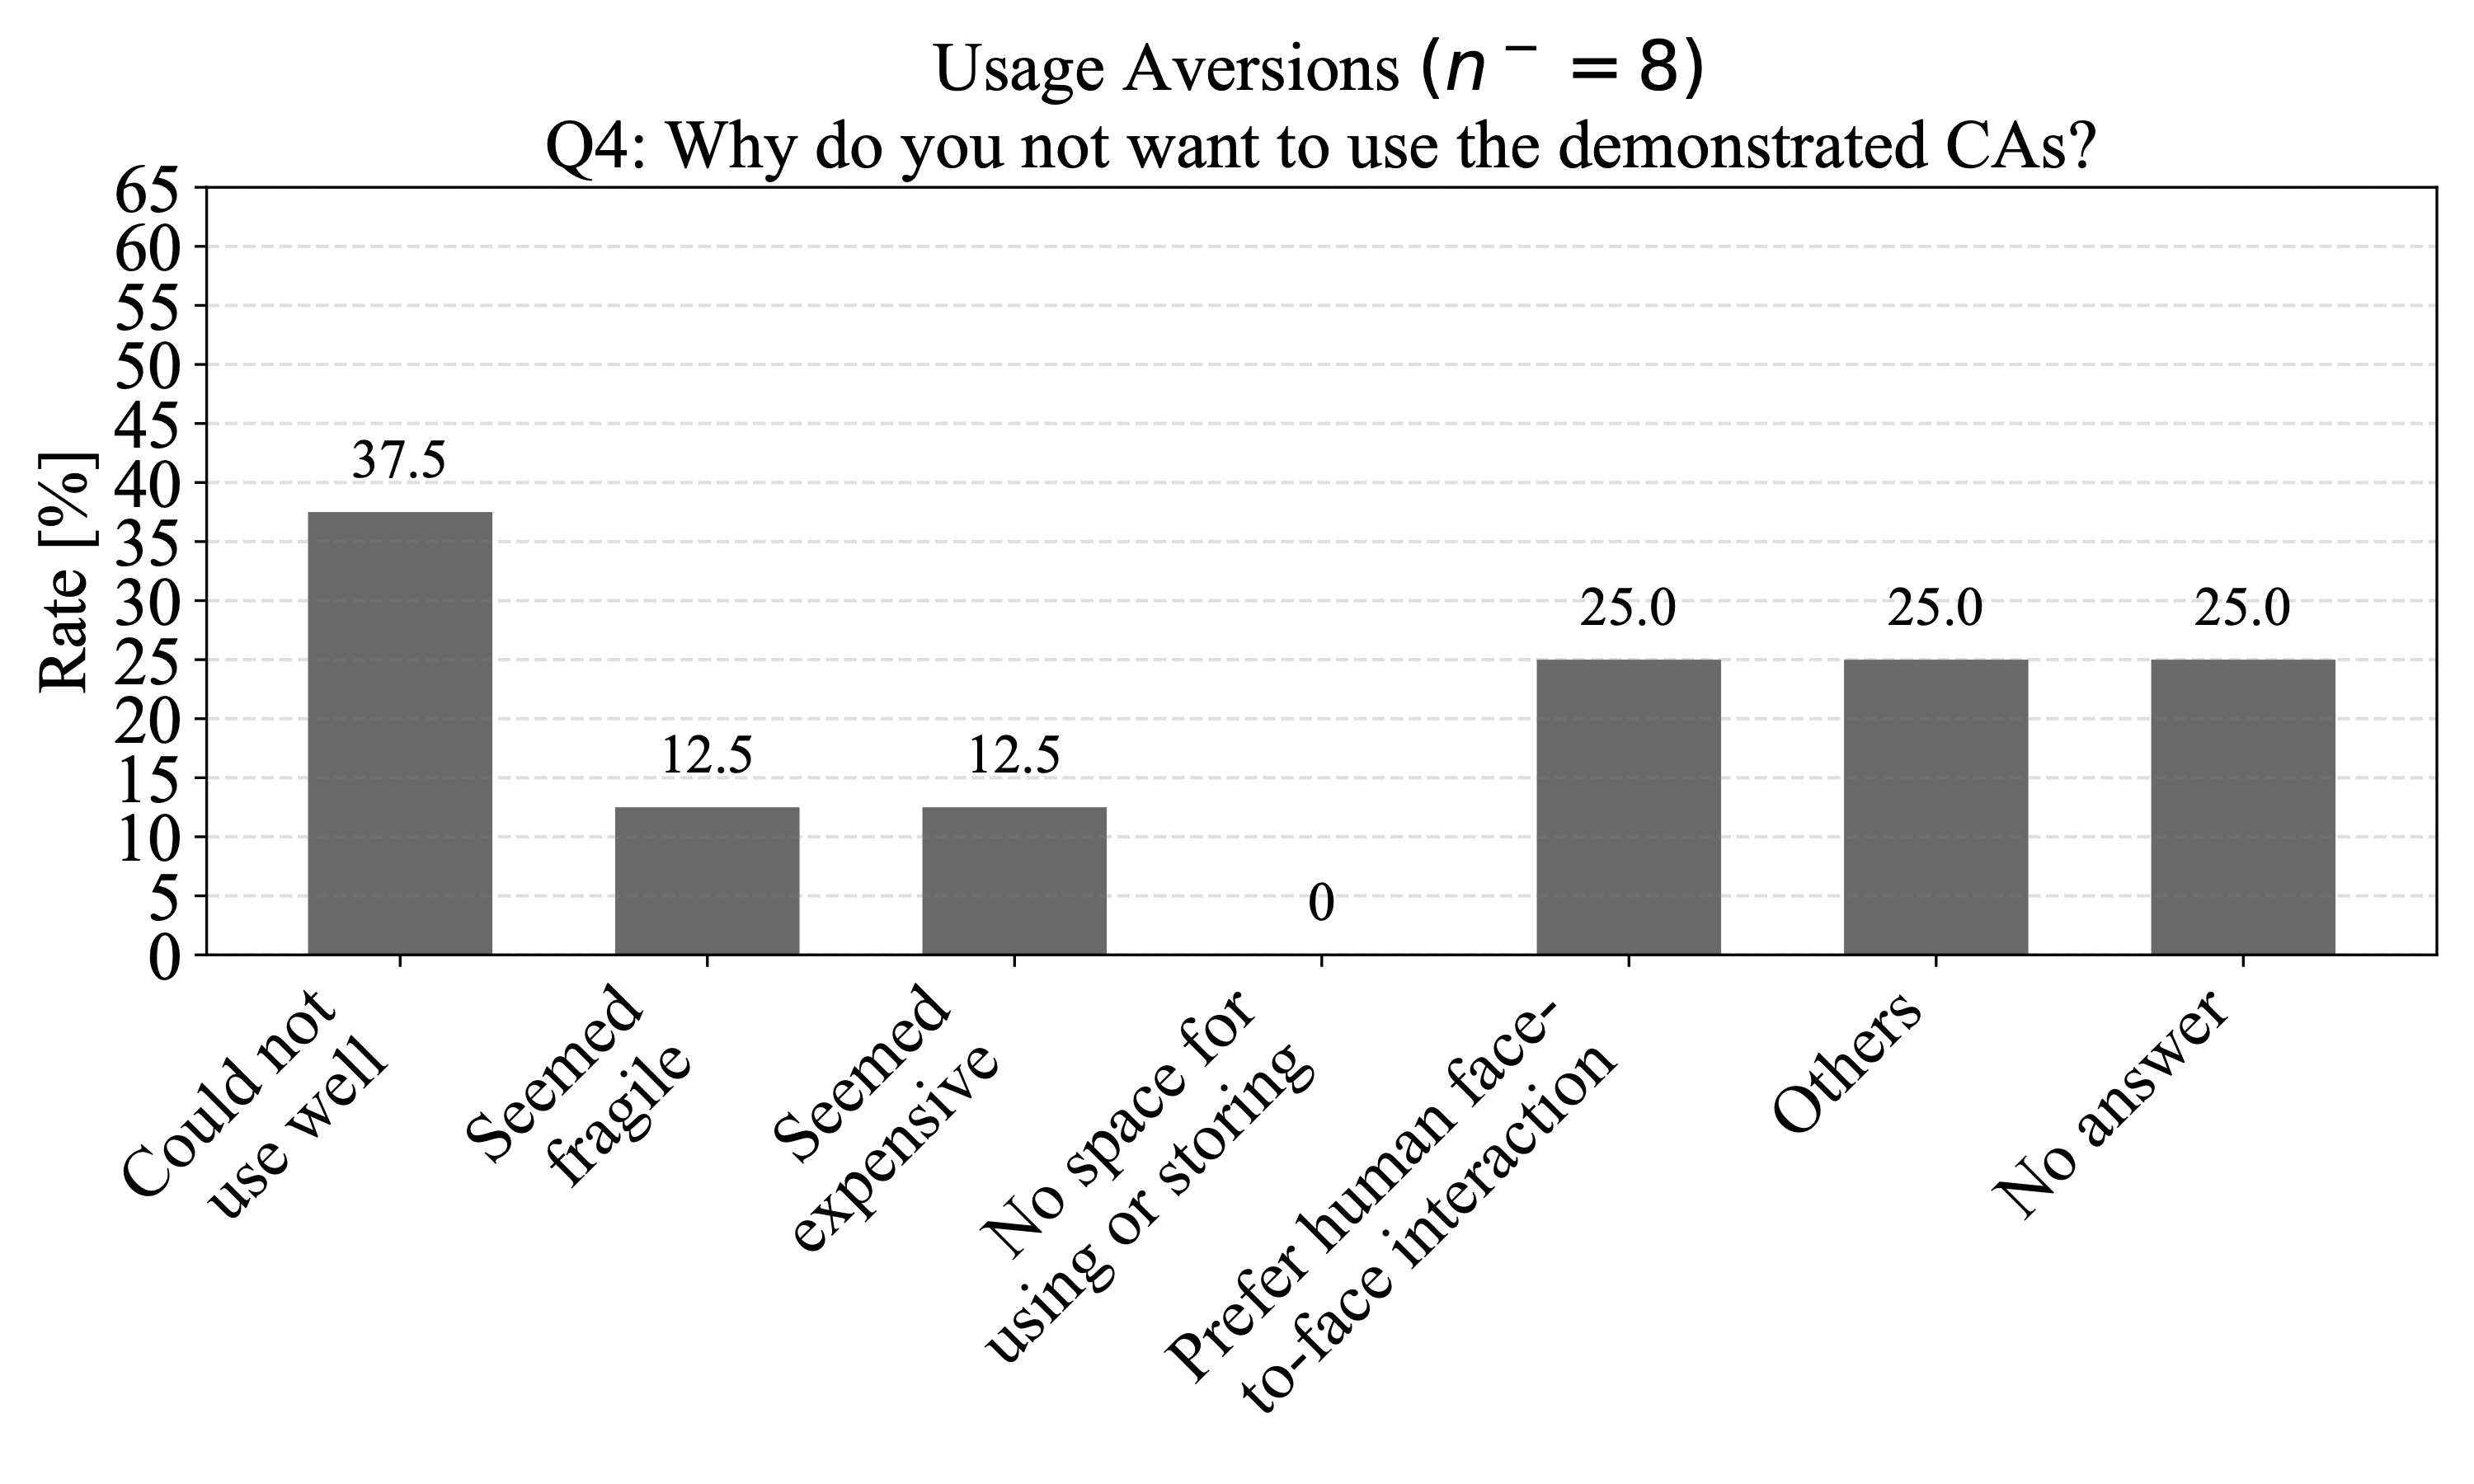 Usage Aversions (n⁻ = 8)
Q4: Why do you not want to use the demonstrated CAs?
Rate [%]
65
60
55
50
45
40
35
30
25
20
15
10
5
0
37.5
12.5
12.5
0
25.0
25.0
25.0
Could not
use well
Seemed
fragile
Seemed
expensive
No space for
using or storing
Prefer human face-
to-face interaction
Others
No answer